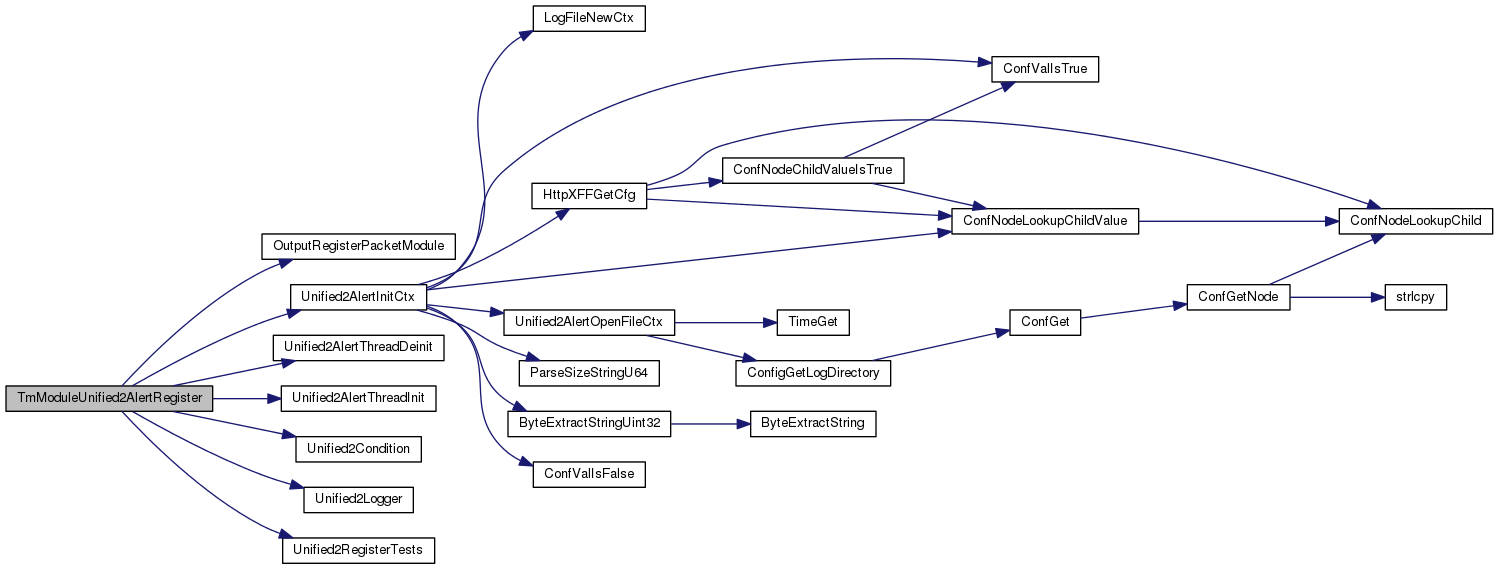 LogFileNewCtx
ConfValIsTrue
ConfNodeChildValueIsTrue
HttpXFFGetCfg
ConfNodeLookupChildValue
ConfNodeLookupChild
OutputRegisterPacketModule
Unified2AlertInitCtx
ConfGetNode
strlcpy
Unified2AlertOpenFileCtx
TimeGet
ConfGet
Unified2AlertThreadDeinit
ParseSizeStringU64
ConfigGetLogDirectory
TmModuleUnified2AlertRegister
Unified2AlertThreadInit
ByteExtractStringUint32
ByteExtractString
Unified2Condition
ConfValIsFalse
Unified2Logger
Unified2RegisterTests